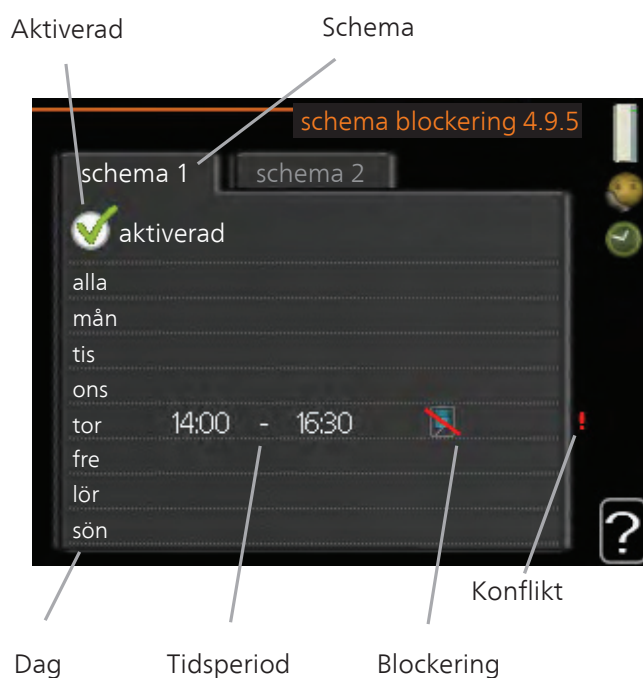 Aktiverad Schema
schema blockering 4.9.5
schema 1 schema 2
aktiverad
alla
mån
tis
ons
tor 14:00 - 16:30 !
fre
lör
sön
?
Konflikt
Dag Tidsperiod Blockering